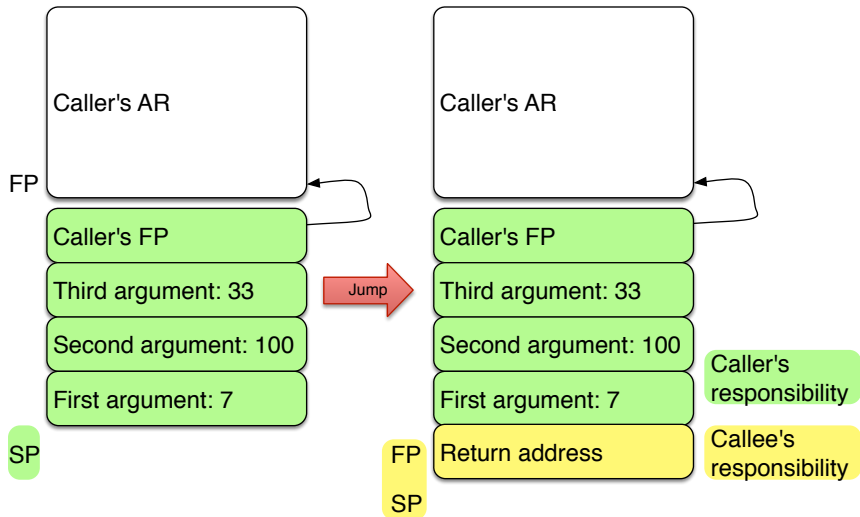 Caller's AR
FP
Caller's FP
Third argument: 33
Second argument: 100
First argument: 7
SP
Jump
Caller's AR
Caller's FP
Third argument: 33
Second argument: 100
First argument: 7
Return address
FP
SP
Caller's
responsibility
Callee's
responsibility